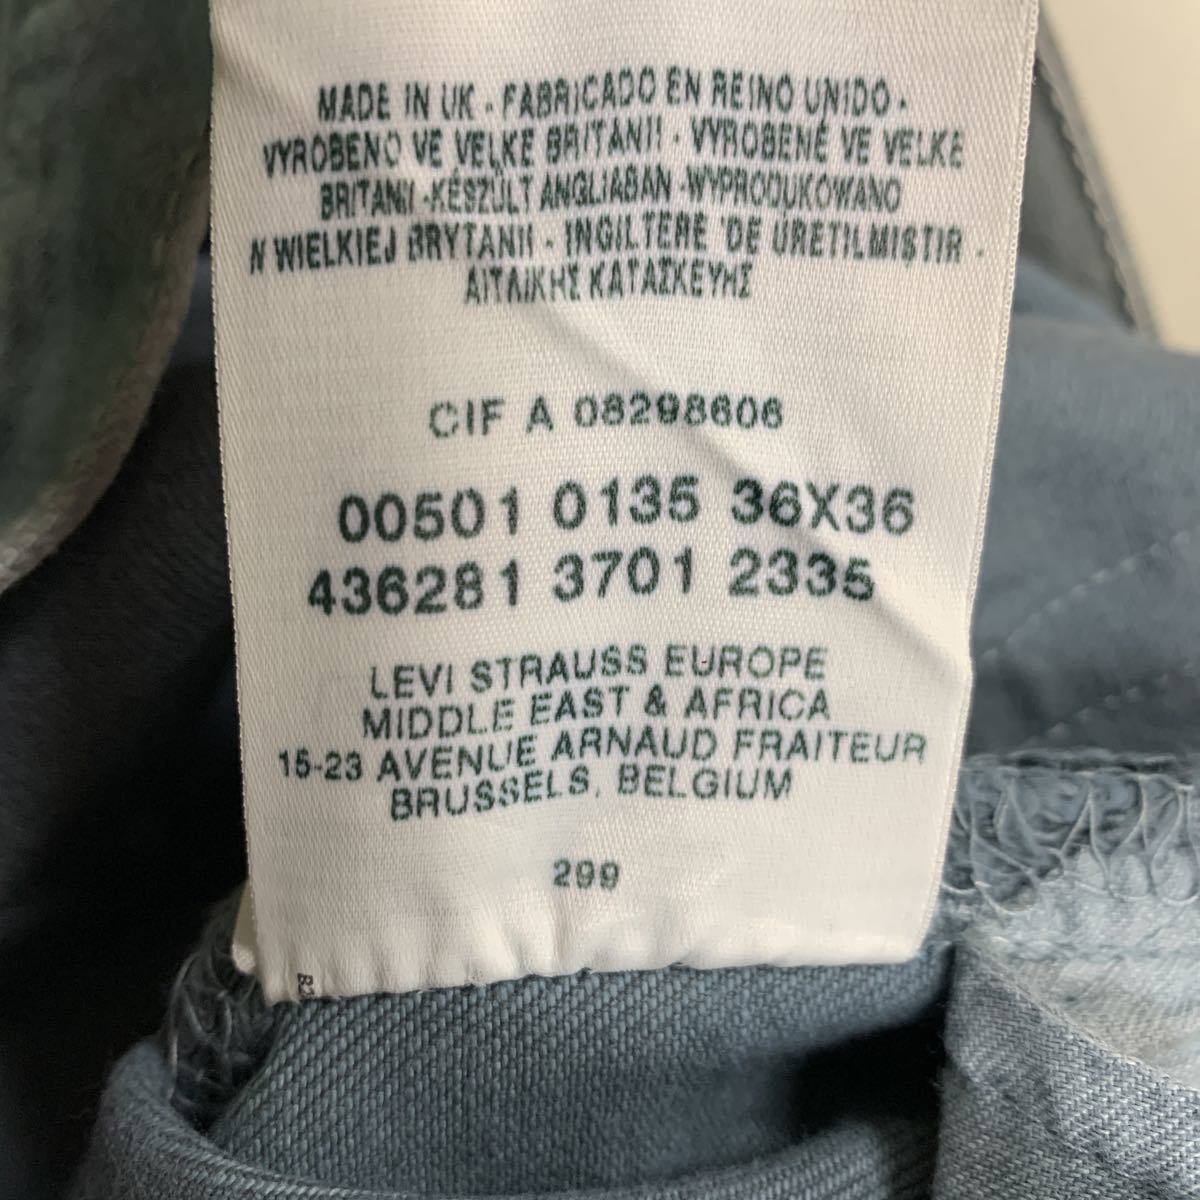 MADE IN UK - FABRICADO EN REINO UNIDO -
VYROBENO VE VELKE BRITANII - VYROBENÉ VE VELKE
BRITANII -KÉSZÜLT ANGLIABAN -WYPRODUKOWANO
W WIELKIEJ BRYTANII - INGILTERE 'DE ÜRETILMISTIR -
ΑΓΓΛΙΚΗΣ ΚΑΤΑΣΚΕΥΗΣ
CIF A 08298606
00501 0135 36X36
436281 3701 2335
LEVI STRAUSS EUROPE
MIDDLE EAST & AFRICA
15-23 AVENUE ARNAUD FRAITEUR
BRUSSELS, BELGIUM
299